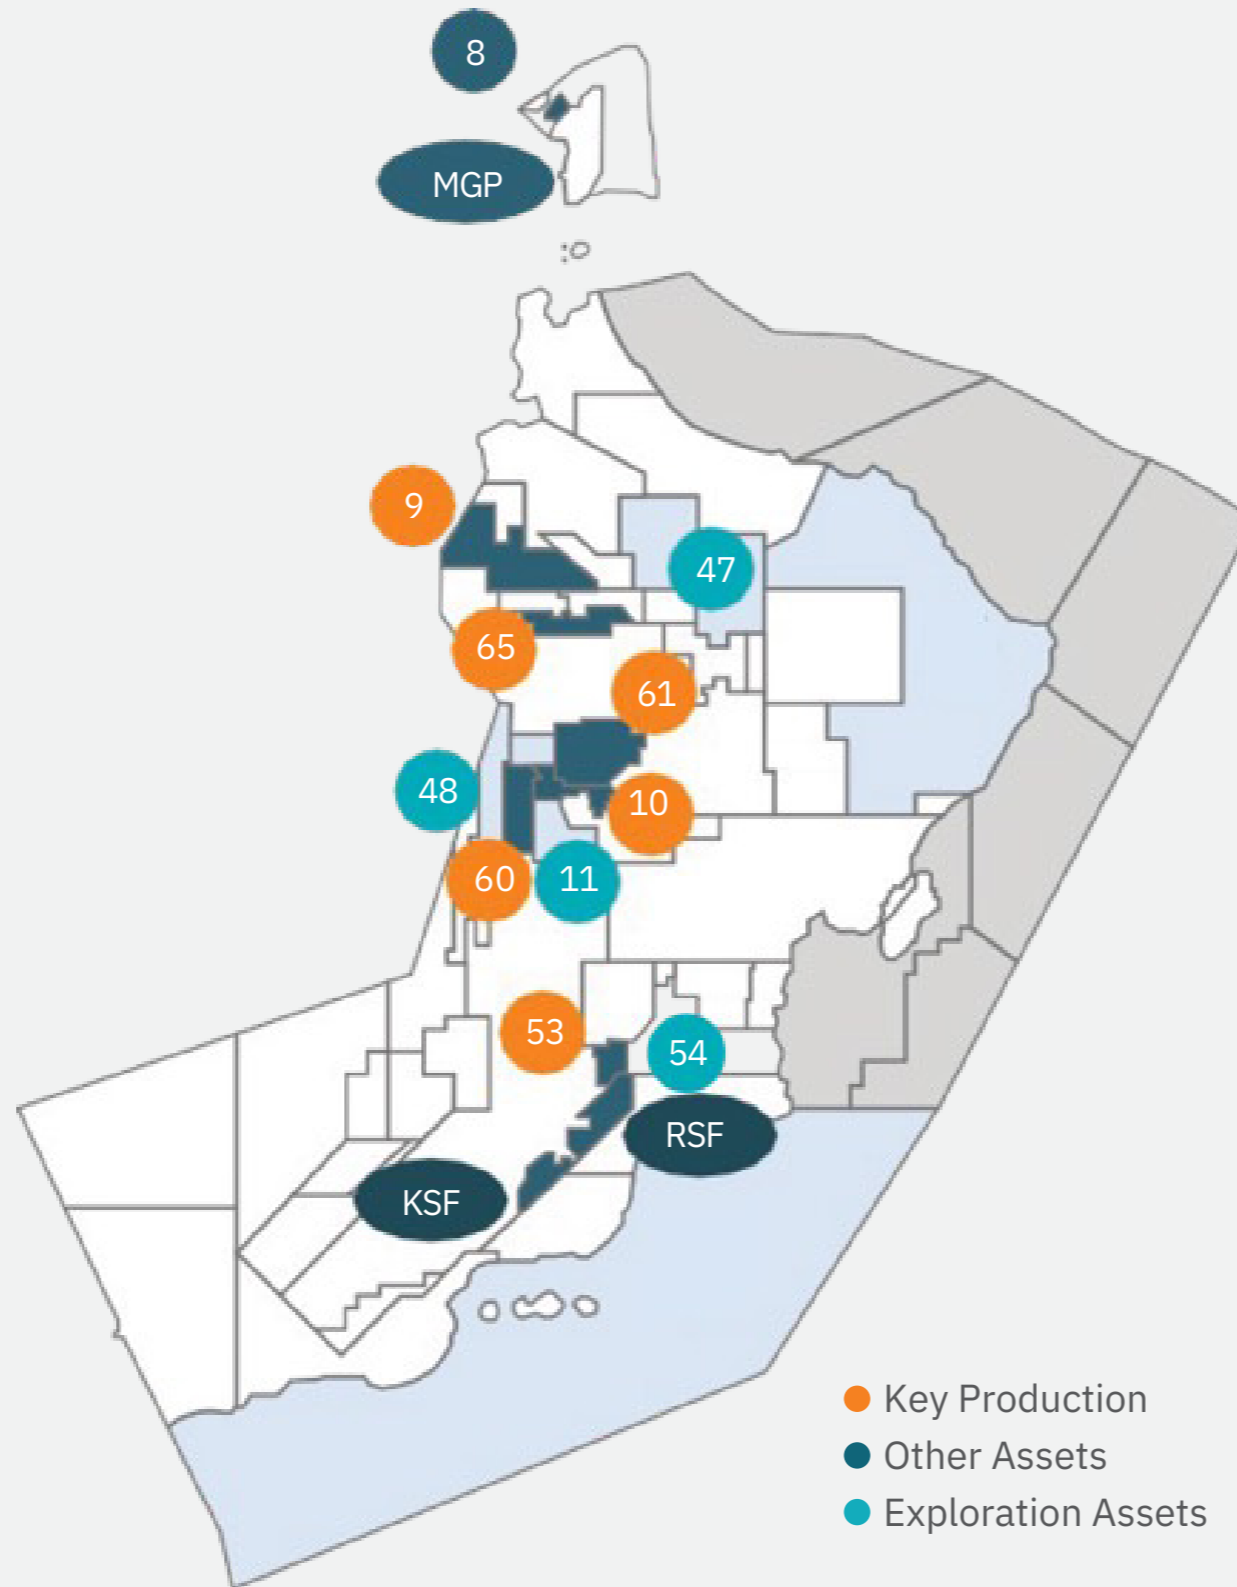 8
MGP
9
47
65
61
48
10
60
11
53
54
RSF
KSF
Key Production
Other Assets
Exploration Assets